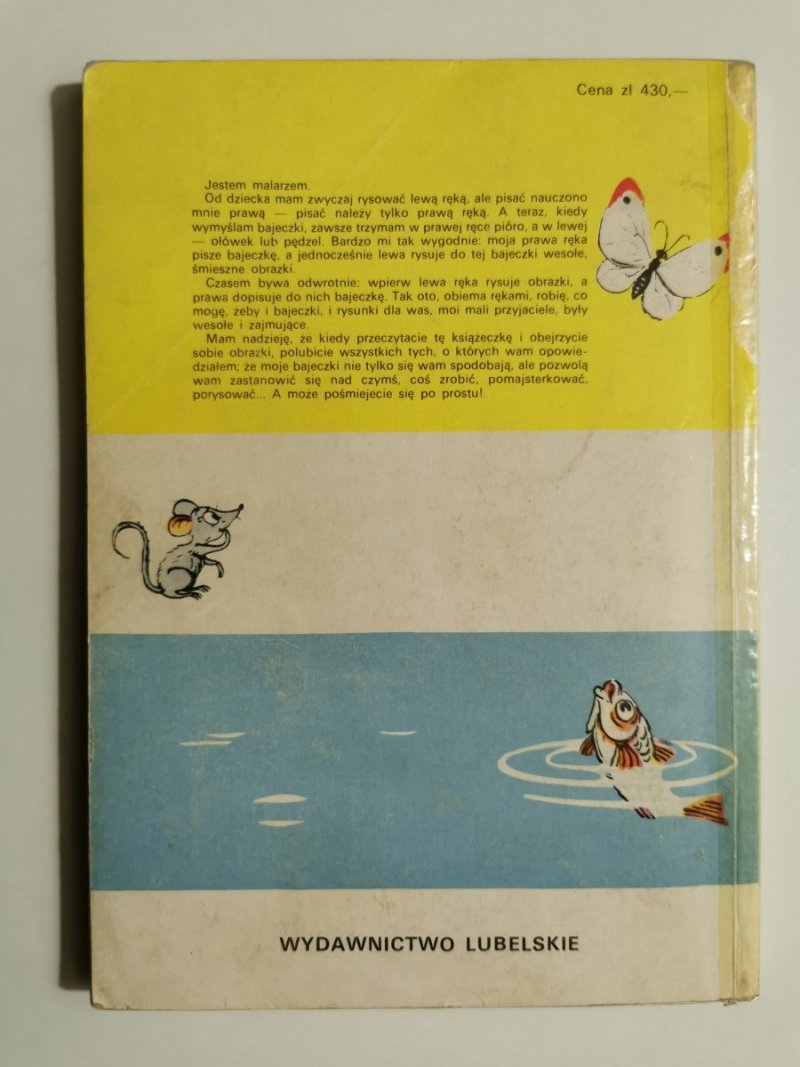 Cena zł 430,—
Jestem malarzem.
Od dziecka mam zwyczaj rysować lewą ręką, ale pisać nauczono
mnie prawą — pisać należy tylko prawą ręką. A teraz, kiedy
wymyślam bajeczki, zawsze trzymam w prawej ręce pióro, a w lewej
— ołówek lub pędzel. Bardzo mi tak wygodnie: moja prawa ręka
pisze bajeczkę, a jednocześnie lewa rysuje do tej bajeczki wesołe,
śmieszne obrazki.
Czasem bywa odwrotnie: wpierw lewa ręka rysuje obrazki, a
prawa dopisuje do nich bajeczkę. Tak oto, obiema rękami, robię, co
mogę, żeby i bajeczki, i rysunki dla was, moi mali przyjaciele, były
wesołe i zajmujące.
Mam nadzieję, że kiedy przeczytacie tę książeczkę i obejrzycie
sobie obrazki, polubicie wszystkich tych, o których wam opowie-
działem; że moje bajeczki nie tylko się wam spodobają, ale pozwolą
wam zastanowić się nad czymś, coś zrobić, pomajsterkować,
porysować... A może pośmiejecie się po prostu!
WYDAWNICTWO LUBELSKIE